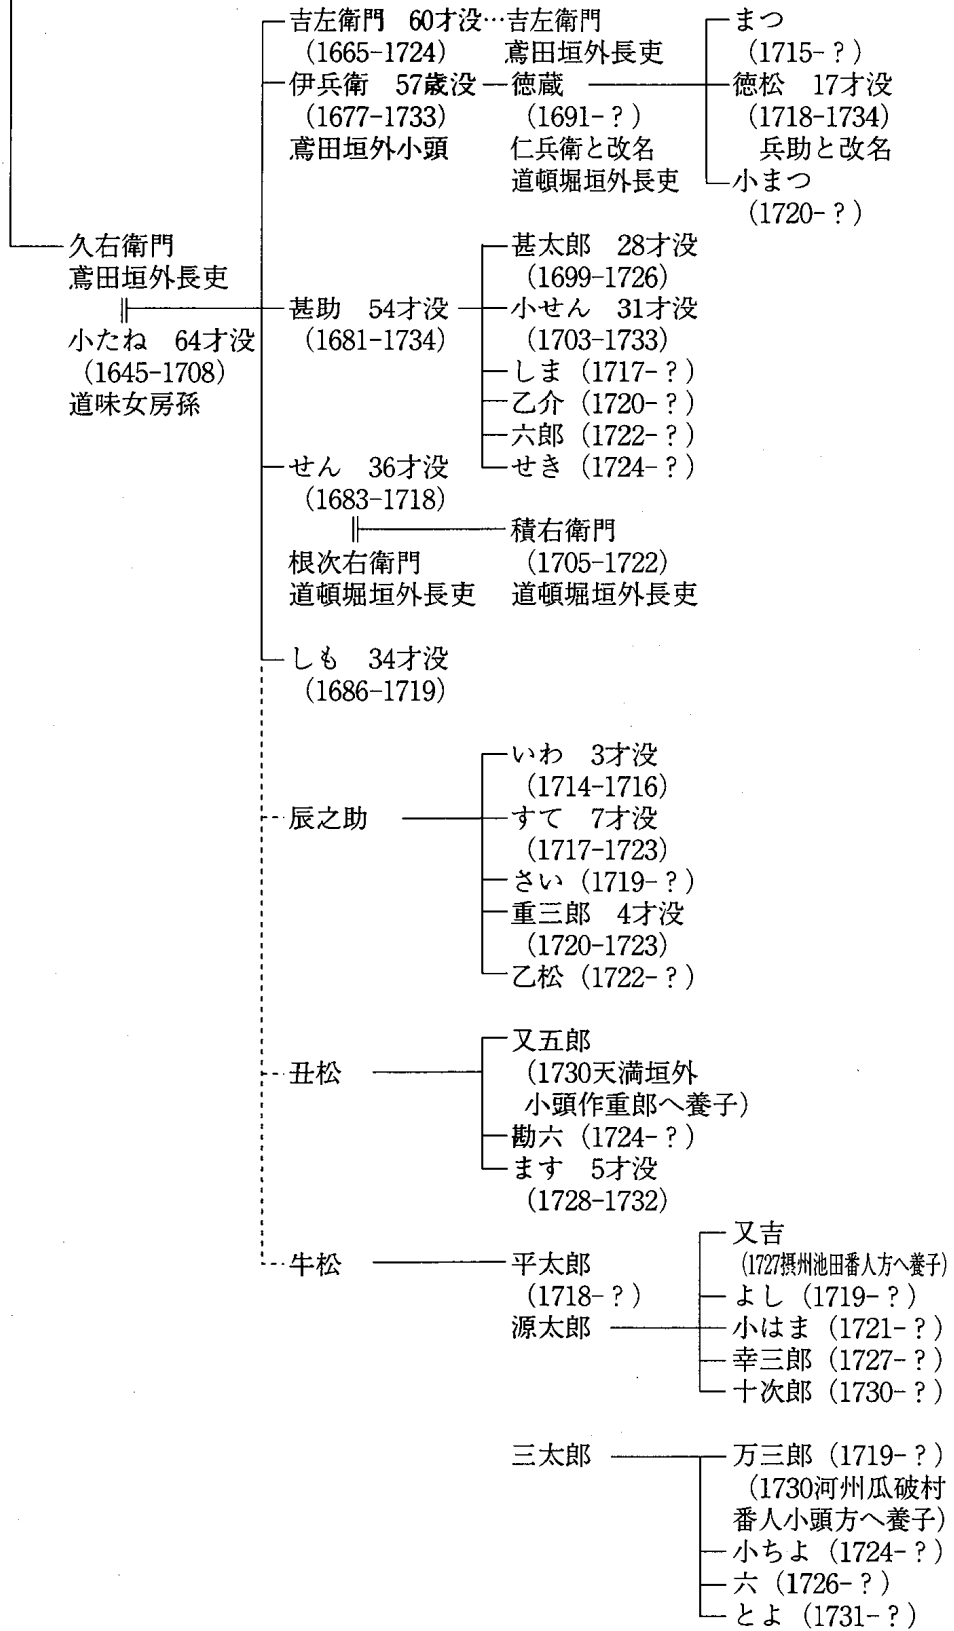 吉左衛門 60才没…吉左衛門
(1665-1724)
鳶田垣外長吏
伊兵衛 57歳没
(1677-1733)
鳶田垣外小頭
徳蔵
(1691-?)
仁兵衛と改名
道頓堀垣外長吏
まつ
(1715-?)
徳松 17才没
(1718-1734)
兵助と改名
小まつ
(1720-?)
久右衛門
鳶田垣外長吏
小たね 64才没
(1645-1708)
道味女房孫
甚助 54才没
(1681-1734)
甚太郎 28才没
(1699-1726)
小せん 31才没
(1703-1733)
しま(1717-?)
乙介(1720-?)
六郎(1722-?)
せき(1724-?)
せん 36才没
(1683-1718)
根次右衛門
道頓堀垣外長吏
積右衛門
(1705-1722)
道頓堀垣外長吏
しも 34才没
(1686-1719)
辰之助
いわ 3才没
(1714-1716)
すて 7才没
(1717-1723)
さい(1719-?)
重三郎 4才没
(1720-1723)
乙松(1722-?)
丑松
又五郎
(1730天満垣外
小頭作重郎へ養子)
勘六(1724-?)
ます 5才没
(1728-1732)
牛松
平太郎
(1718-?)
源太郎
又吉
(1727摂州池田番人方へ養子)
よし(1719-?)
小はま(1721-?)
幸三郎(1727-?)
十次郎(1730-?)
三太郎
万三郎(1719-?)
(1730河州瓜破村
番人小頭方へ養子)
小ちよ(1724-?)
六(1726-?)
とよ(1731-?)